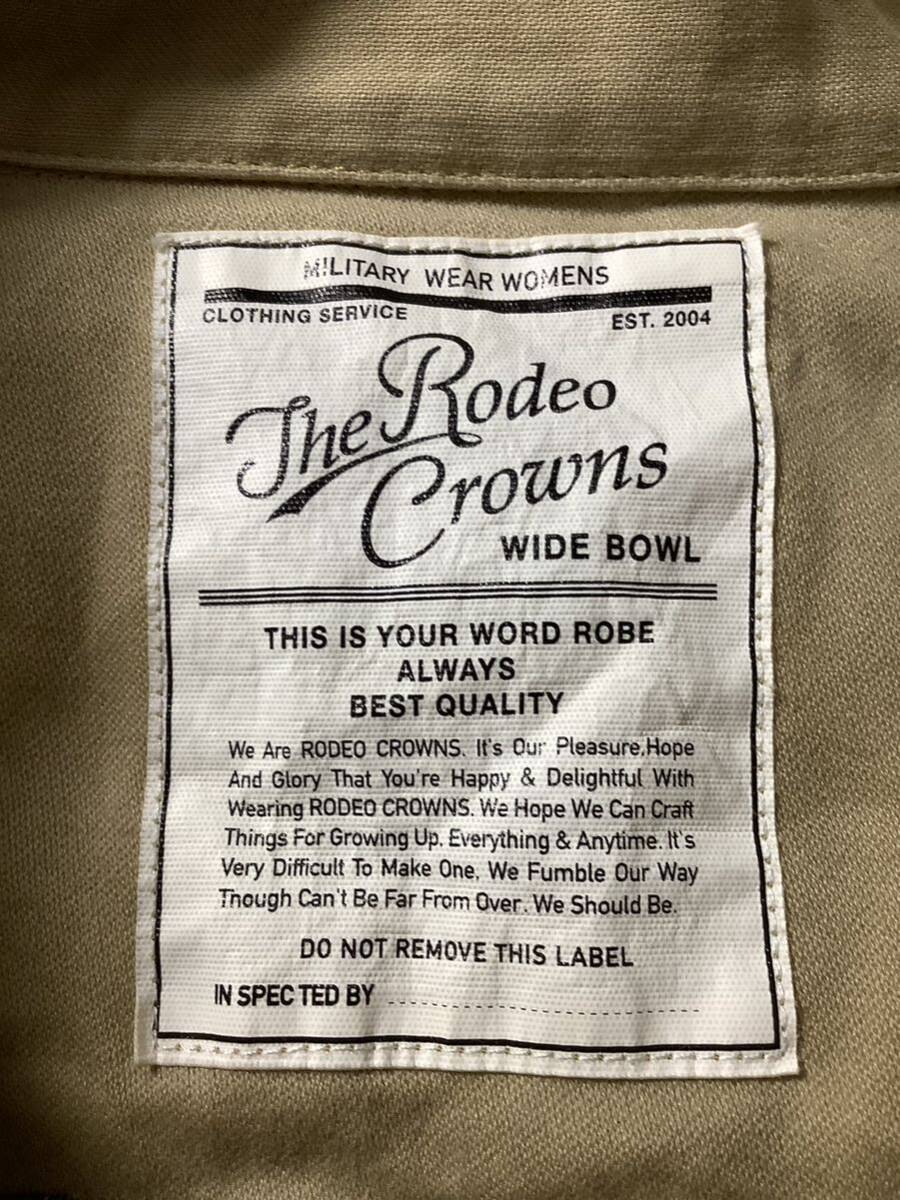 MILITARY WEAR WOMENS
CLOTHING SERVICE EST. 2004
The Rodeo
Crowns
WIDE BOWL
THIS IS YOUR WORD ROBE
ALWAYS
BEST QUALITY
We Are RODEO CROWNS. It's Our Pleasure,Hope
And Glory That You're Happy & Delightful With
Wearing RODEO CROWNS. We Hope We Can Craft
Things For Growing Up. Everything & Anytime. It's
Very Difficult To Make One, We Fumble Our Way
Though Can't Be Far From Over. We Should Be.
DO NOT REMOVE THIS LABEL
IN SPEC TED BY